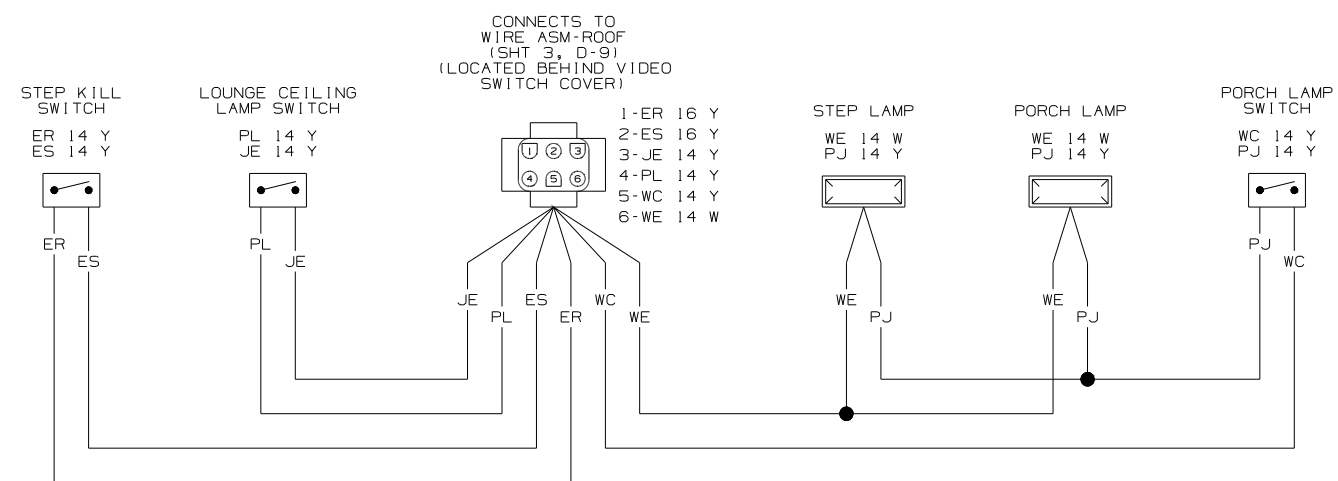 CONNECTS TO
WIRE ASM-ROOF
(SHT 3, D-9)
(LOCATED BEHIND VIDEO
SWITCH COVER)
STEP KILL
SWITCH
ER 14 Y
ES 14 Y
LOUNGE CEILING
LAMP SWITCH
PL 14 Y
JE 14 Y
1-ER 16 Y
2-ES 16 Y
3-JE 14 Y
4-PL 14 Y
5-WC 14 Y
6-WE 14 W
1 2 3
4 5 6
STEP LAMP
WE 14 W
PJ 14 Y
PORCH LAMP
WE 14 W
PJ 14 Y
PORCH LAMP
SWITCH
WC 14 Y
PJ 14 Y
ER
ES
PL
JE
JE
PL
ES
ER
WC
WE
WE
PJ
WE
PJ
PJ
WC